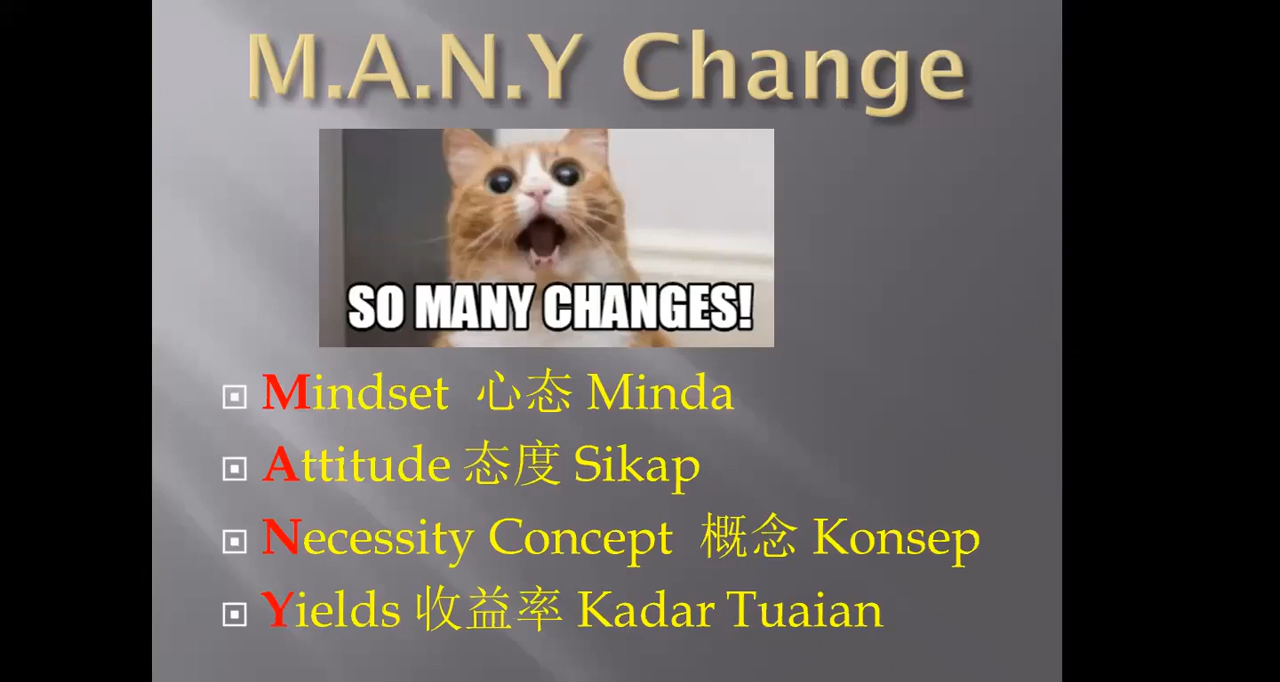 M.A.N.Y Change
SO MANY CHANGES!
Mindset 心态 Minda
Attitude 态度 Sikap
Necessity Concept 概念 Konsep
Yields 收益率 Kadar Tuaian